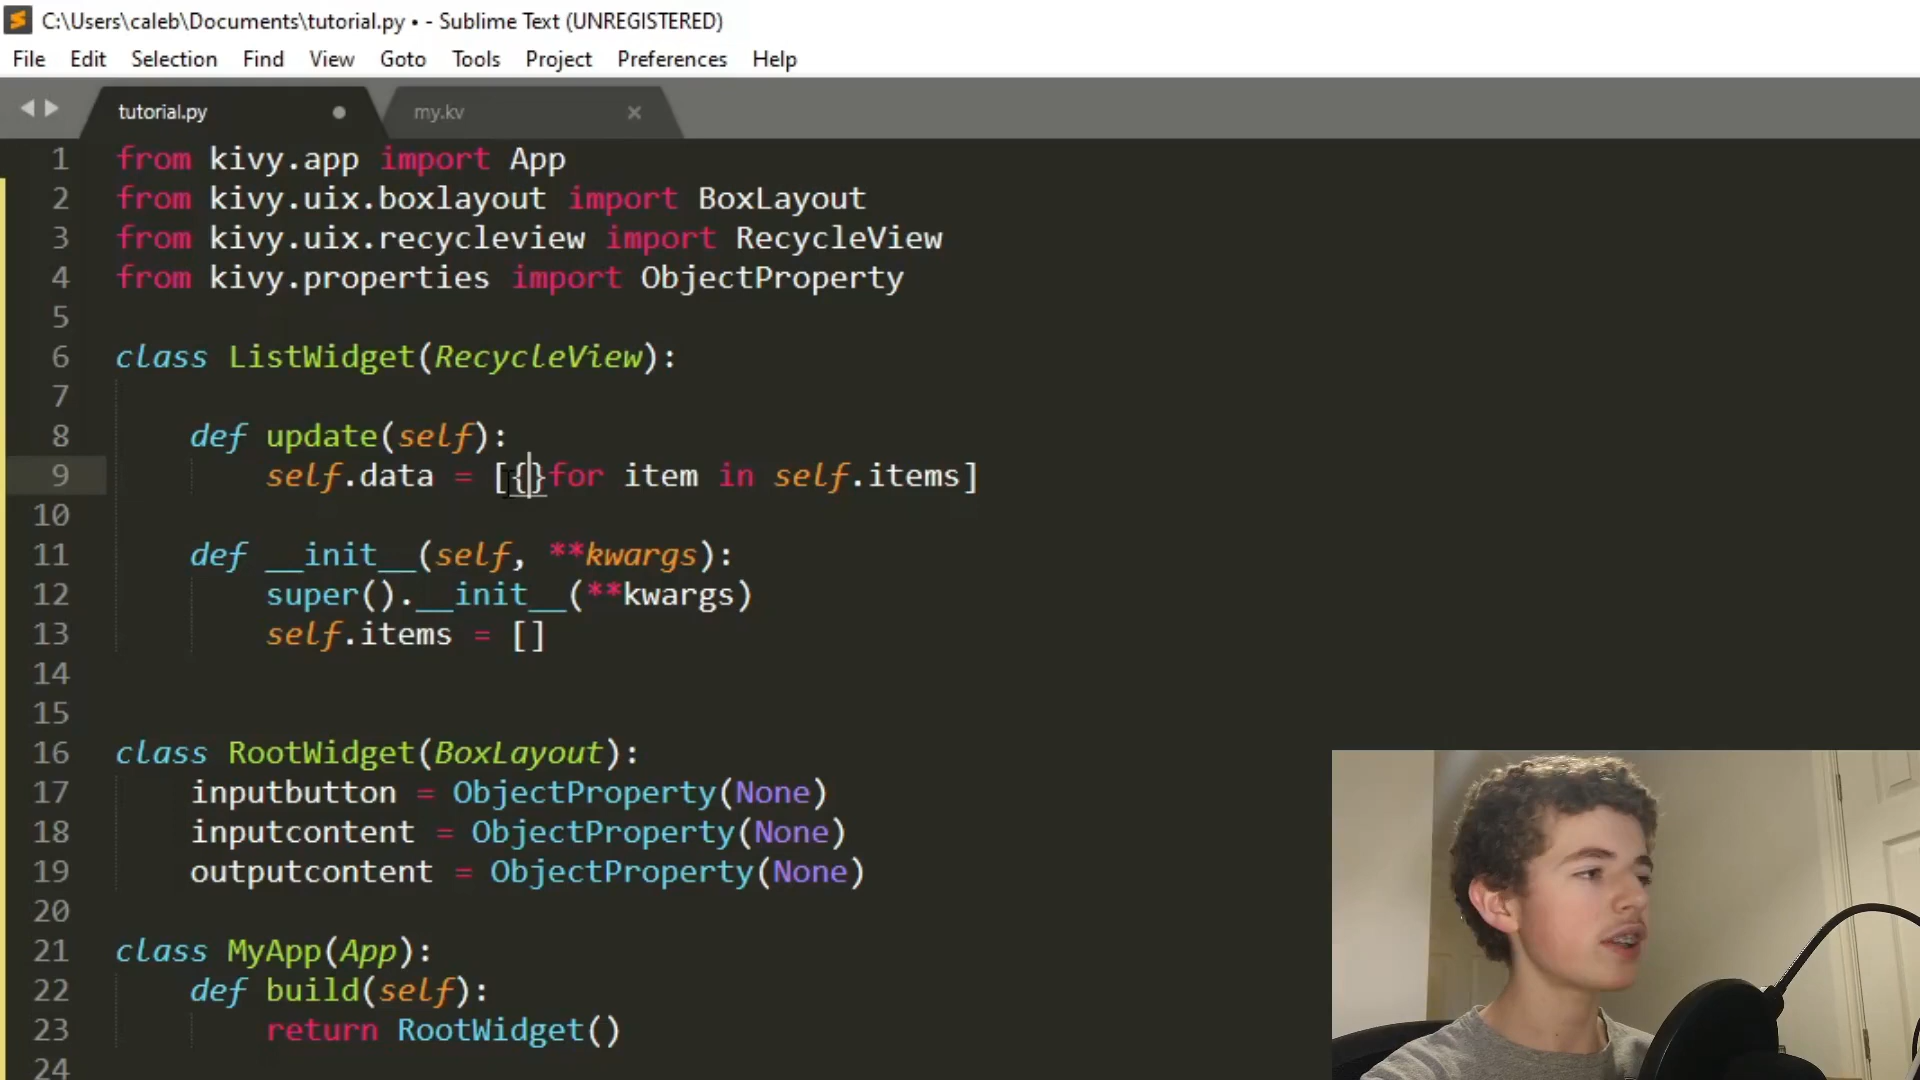 C:\Users\caleb\Documents\tutorial.py • - Sublime Text (UNREGISTERED)
File Edit Selection Find View Goto Tools Project Preferences Help
tutorial.py my.kv
1 from kivy.app import App
2 from kivy.uix.boxlayout import BoxLayout
3 from kivy.uix.recycleview import RecycleView
4 from kivy.properties import ObjectProperty
5
6 class ListWidget(RecycleView):
7
8 def update(self):
9 self.data = [{}for item in self.items]
10
11 def __init__(self, **kwargs):
12 super().__init__(**kwargs)
13 self.items = []
14
15
16 class RootWidget(BoxLayout):
17 inputbutton = ObjectProperty(None)
18 inputcontent = ObjectProperty(None)
19 outputcontent = ObjectProperty(None)
20
21 class MyApp(App):
22 def build(self):
23 return RootWidget()
24